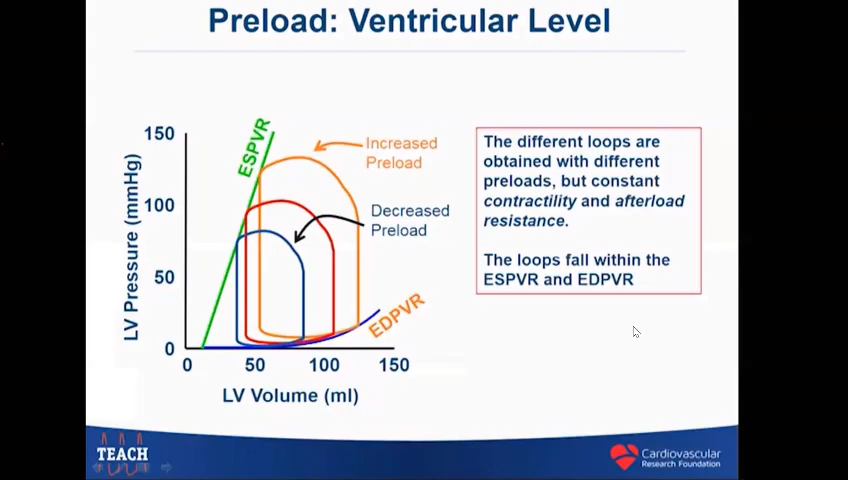 Preload: Ventricular Level
150
100
50
0
LV Pressure (mmHg)
ESPVR
Increased
Preload
Decreased
Preload
EDPVR
0
50
100
150
LV Volume (ml)
The different loops are
obtained with different
preloads, but constant
contractility and afterload
resistance.
The loops fall within the
ESPVR and EDPVR
TEACH
Cardiovascular
Research Foundation